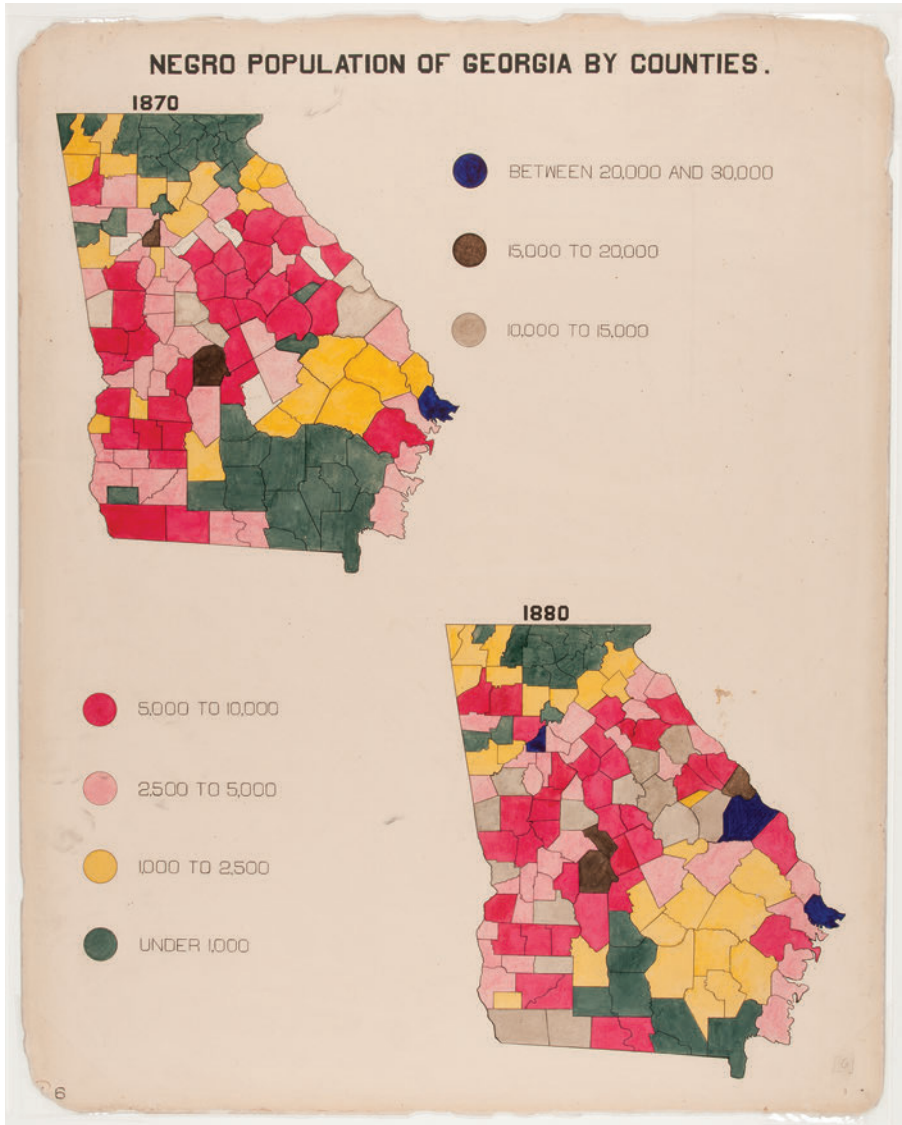 NEGRO POPULATION OF GEORGIA BY COUNTIES.
1870
BETWEEN 20,000 AND 30,000
15,000 TO 20,000
10,000 TO 15,000
1880
5,000 TO 10,000
2,500 TO 5,000
1,000 TO 2,500
UNDER 1,000
6